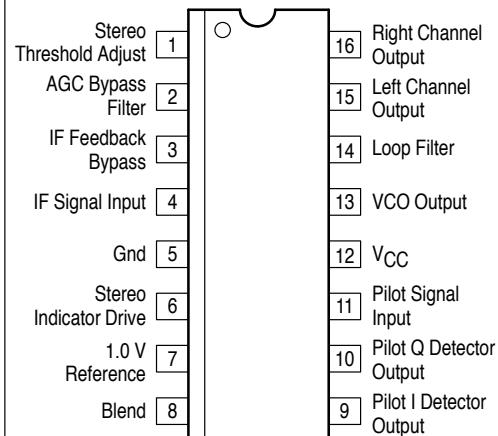 Stereo
Threshold Adjust
1
AGC Bypass
Filter
2
IF Feedback
Bypass
3
IF Signal Input
4
Gnd
5
Stereo
Indicator Drive
6
1.0 V
Reference
7
Blend
8
16
Right Channel
Output
15
Left Channel
Output
14
Loop Filter
13
VCO Output
12
VCC
11
Pilot Signal
Input
10
Pilot Q Detector
Output
9
Pilot I Detector
Output